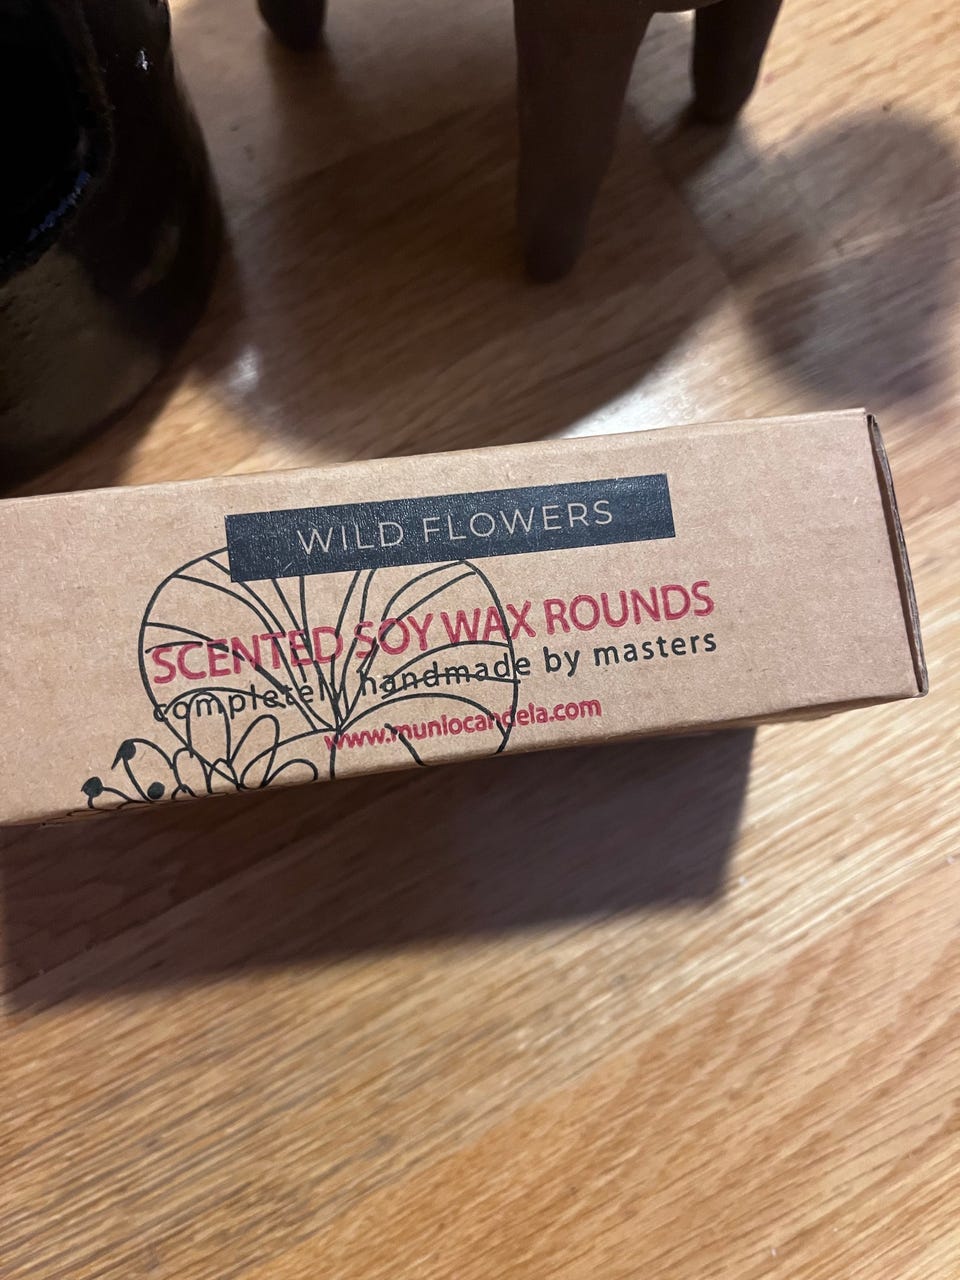 WILD FLOWERS
SCENTED SOY WAX ROUNDS
completely handmade by masters
www.muniocandela.com